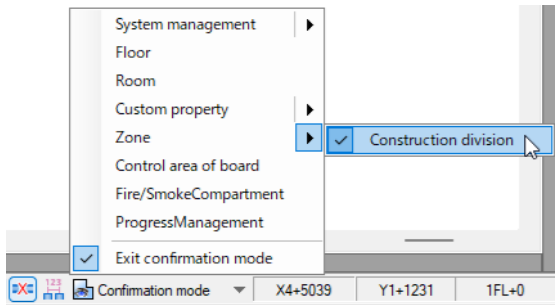 System management
Floor
Room
Custom property
Zone
Construction division
Control area of board
Fire/SmokeCompartment
ProgressManagement
Exit confirmation mode
=X= 123 Confirmation mode X4+5039 Y1+1231 1FL+0